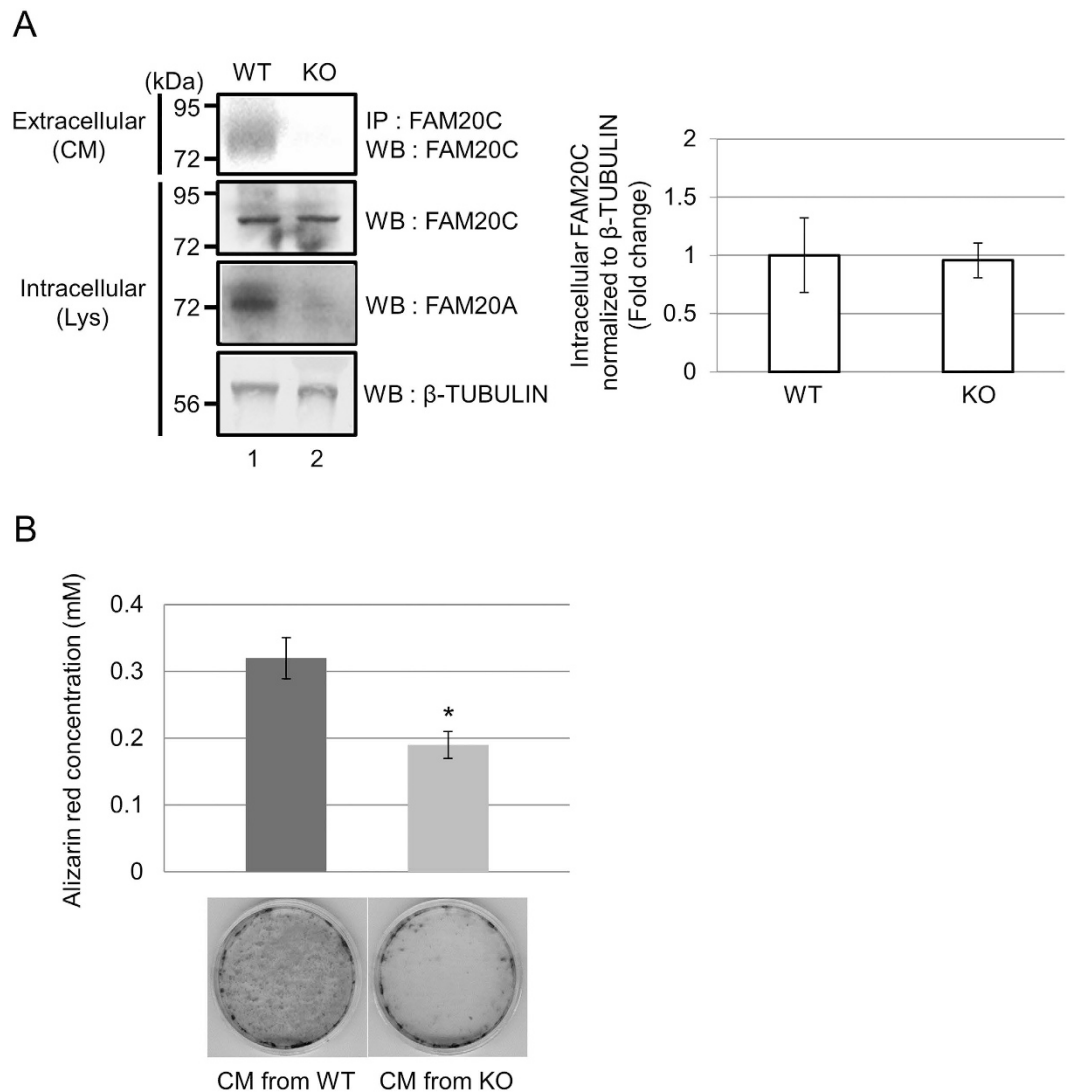 A
(kDa)
WT
KO
Extracellular
(CM)
95
72
IP : FAM20C
WB : FAM20C
95
72
WB : FAM20C
Intracellular
(Lys)
72
WB : FAM20A
56
WB : β-TUBULIN
1
2
Intracellular FAM20C
normalized to β-TUBULIN
(Fold change)
2
1.5
1
0.5
0
WT
KO
B
Alizarin red concentration (mM)
0.4
0.3
0.2
0.1
0
*
CM from WT
CM from KO